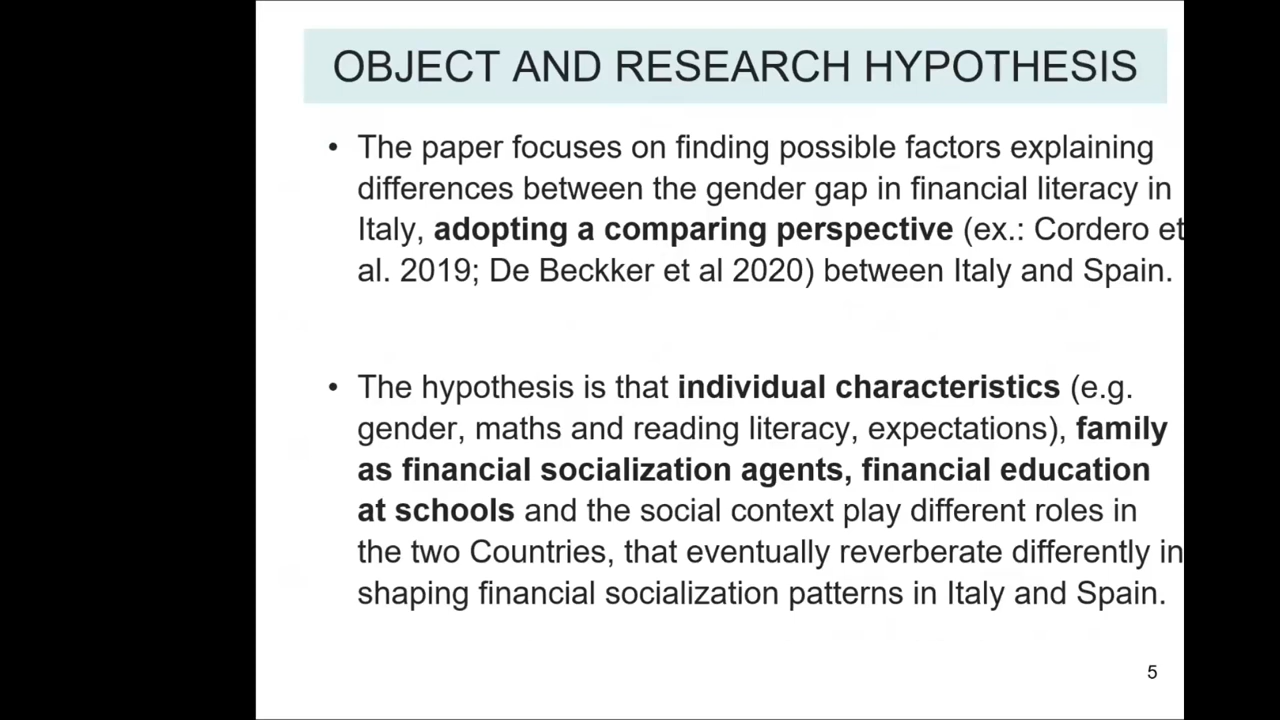 OBJECT AND RESEARCH HYPOTHESIS
• The paper focuses on finding possible factors explaining
differences between the gender gap in financial literacy in
Italy, adopting a comparing perspective (ex.: Cordero et
al. 2019; De Beckker et al 2020) between Italy and Spain.
• The hypothesis is that individual characteristics (e.g.
gender, maths and reading literacy, expectations), family
as financial socialization agents, financial education
at schools and the social context play different roles in
the two Countries, that eventually reverberate differently in
shaping financial socialization patterns in Italy and Spain.
5